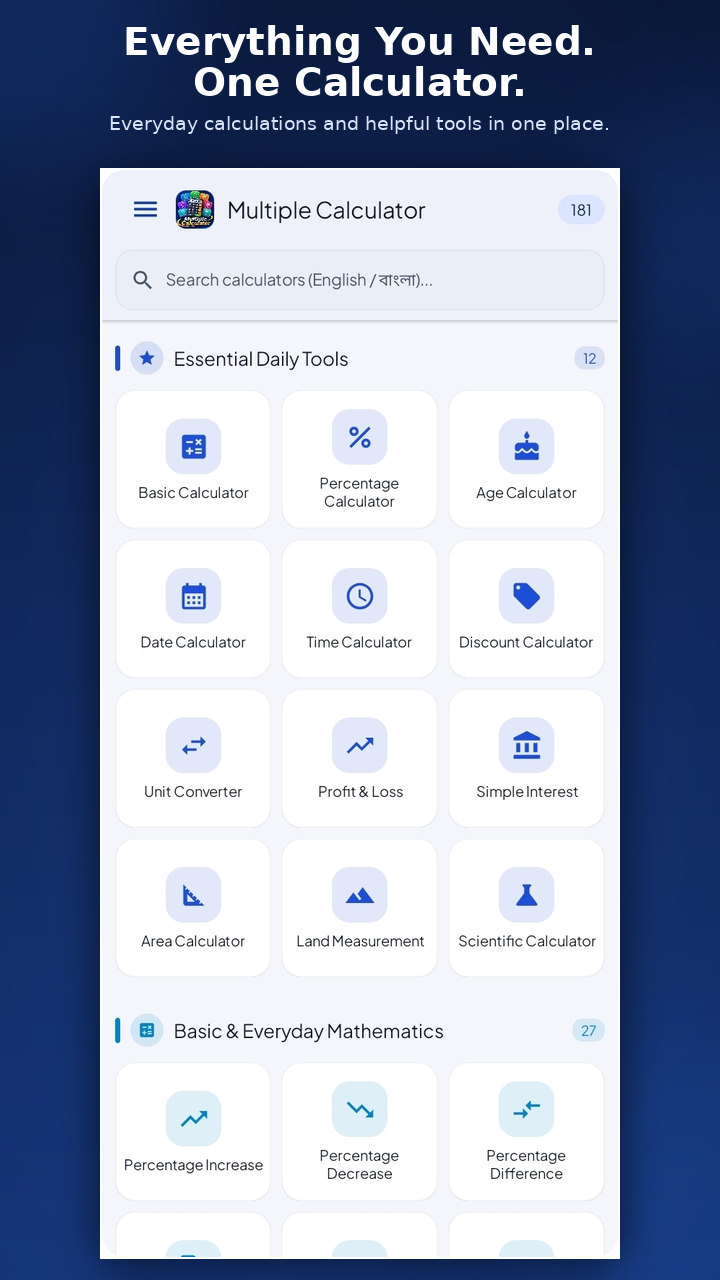 Everything You Need.
One Calculator.
Everyday calculations and helpful tools in one place.
Multiple Calculator
181
Search calculators (English / বাংলা)...
Essential Daily Tools
12
Basic Calculator
Percentage
Calculator
Age Calculator
Date Calculator
Time Calculator
Discount Calculator
Unit Converter
Profit & Loss
Simple Interest
Area Calculator
Land Measurement
Scientific Calculator
Basic & Everyday Mathematics
27
Percentage Increase
Percentage
Decrease
Percentage
Difference